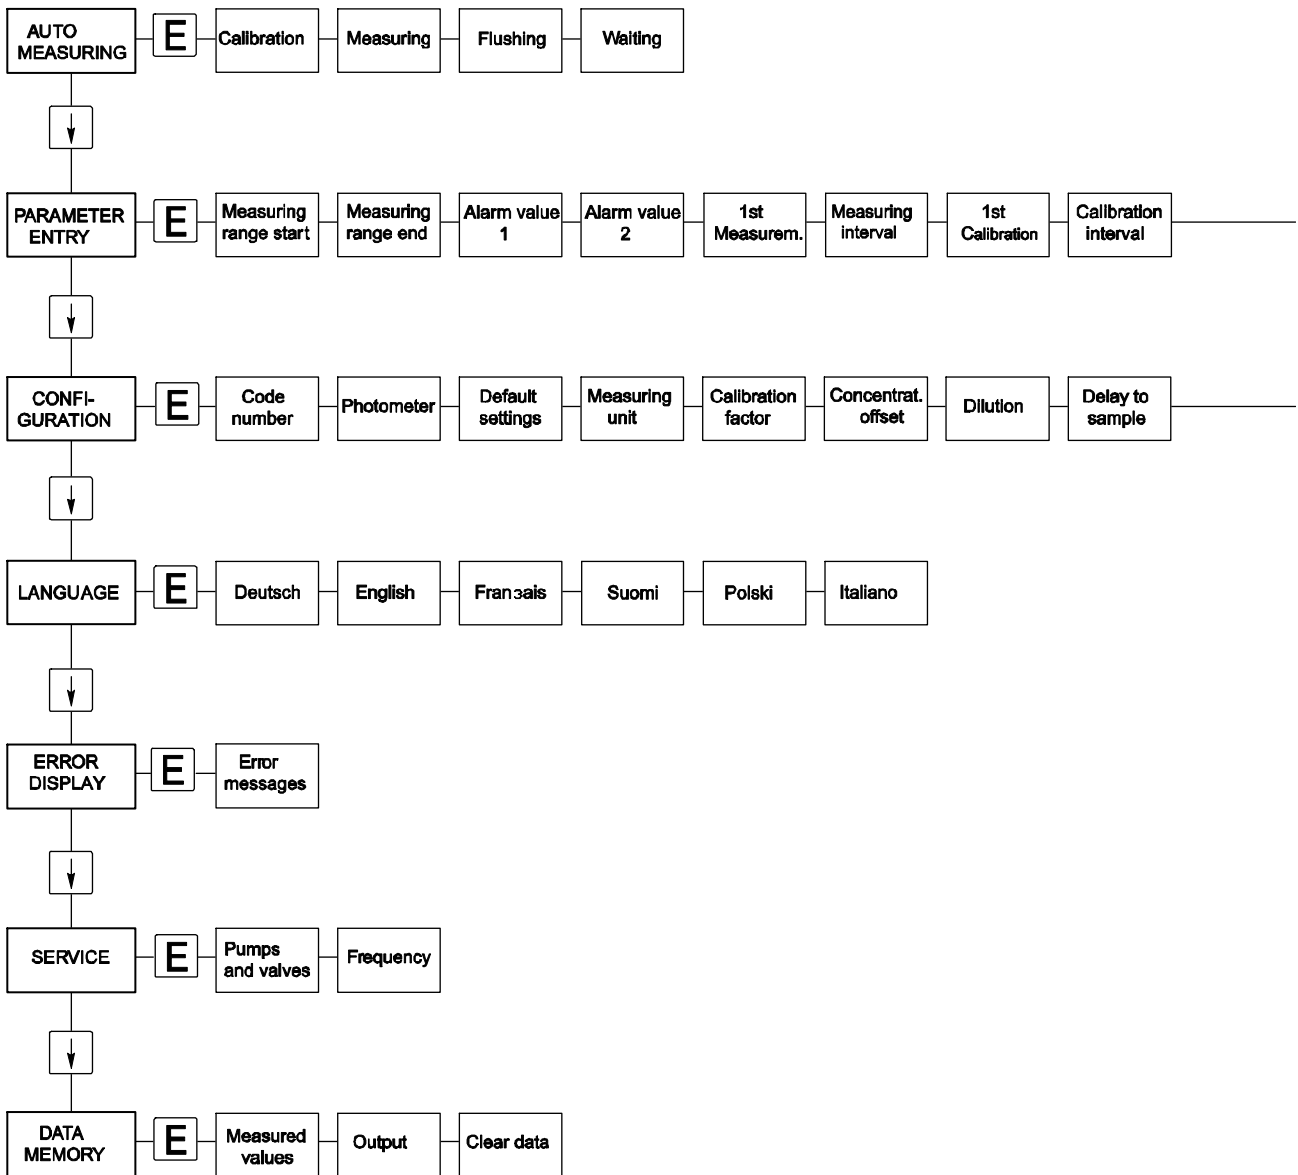 AUTO
MEASURING
E
Calibration
Measuring
Flushing
Waiting
PARAMETER
ENTRY
E
Measuring
range start
Measuring
range end
Alarm value
1
Alarm value
2
1st
Measurem.
Measuring
interval
1st
Calibration
Calibration
interval
CONFI-
GURATION
E
Code
number
Photometer
Default
settings
Measuring
unit
Calibration
factor
Concentrat.
offset
Dilution
Delay to
sample
LANGUAGE
E
Deutsch
English
Franзais
Suomi
Polski
Italiano
ERROR
DISPLAY
E
Error
messages
SERVICE
E
Pumps
and valves
Frequency
DATA
MEMORY
E
Measured
values
Output
Clear data